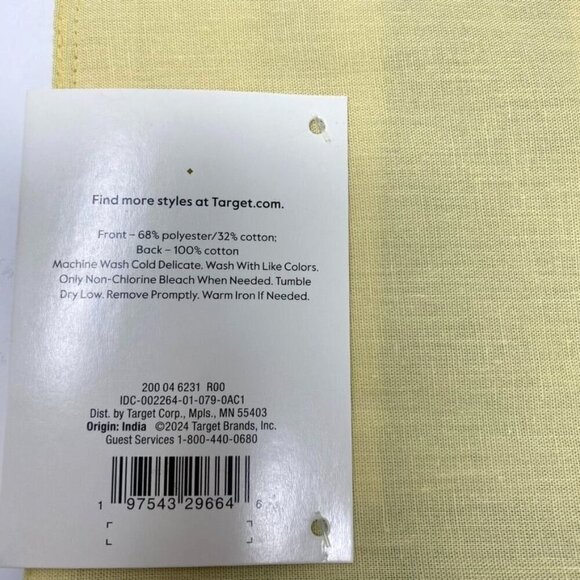 Find more styles at Target.com.
Front – 68% polyester/32% cotton;
Back – 100% cotton
Machine Wash Cold Delicate. Wash With Like Colors.
Only Non-Chlorine Bleach When Needed. Tumble
Dry Low. Remove Promptly. Warm Iron If Needed.
200 04 6231 R00
IDC-002264-01-079-0AC1
Dist. by Target Corp., Mpls., MN 55403
Origin: India ©2024 Target Brands, Inc.
Guest Services 1-800-440-0680
1 97543 29664 6